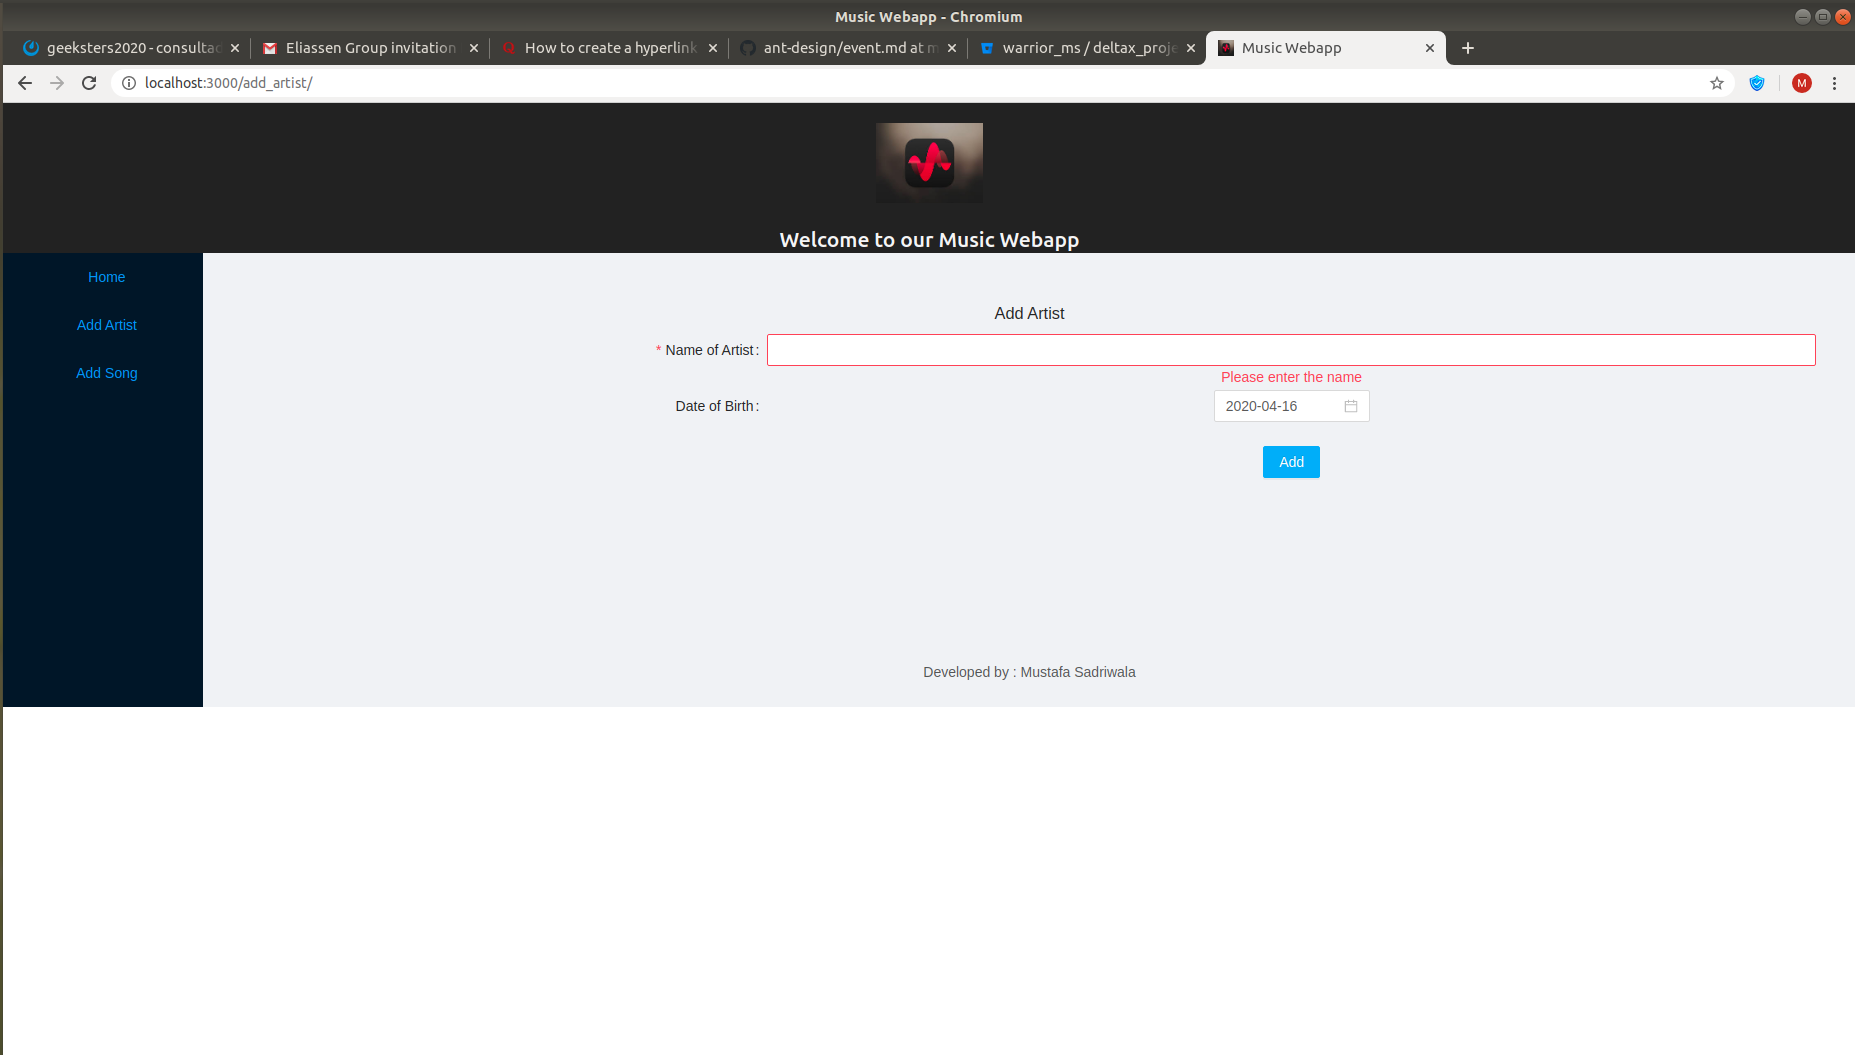 Music Webapp - Chromium
geeksters2020 - consultad
Eliassen Group invitation
How to create a hyperlink
ant-design/event.md at m
warrior_ms / deltax_proje
Music Webapp
localhost:3000/add_artist/
M
Welcome to our Music Webapp
Home
Add Artist
Add Song
Add Artist
* Name of Artist :
Please enter the name
Date of Birth :
2020-04-16
Add
Developed by : Mustafa Sadriwala